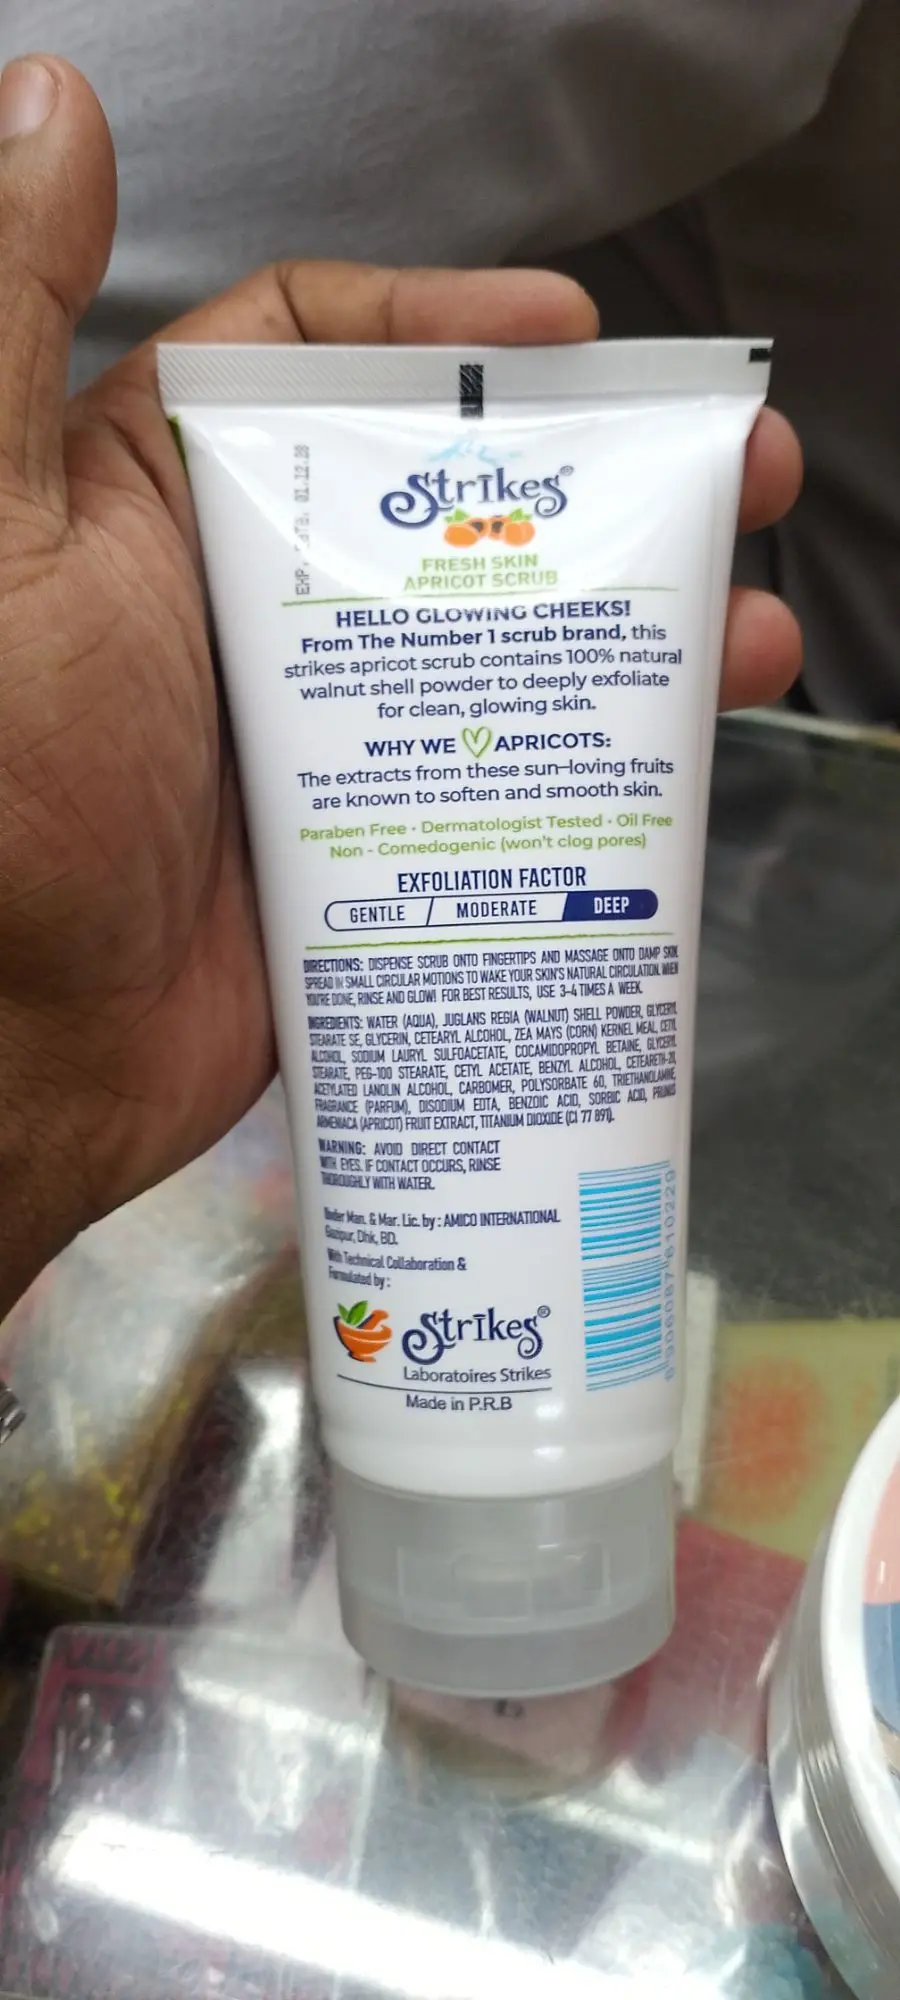 EXP. DATA. 01.12.28
Strīkes®
FRESH SKIN
APRICOT SCRUB
HELLO GLOWING CHEEKS!
From The Number 1 scrub brand, this
strikes apricot scrub contains 100% natural
walnut shell powder to deeply exfoliate
for clean, glowing skin.
WHY WE ♡ APRICOTS:
The extracts from these sun-loving fruits
are known to soften and smooth skin.
Paraben Free · Dermatologist Tested · Oil Free
Non - Comedogenic (won't clog pores)
EXFOLIATION FACTOR
GENTLE MODERATE DEEP
DIRECTIONS: DISPENSE SCRUB ONTO FINGERTIPS AND MASSAGE ONTO DAMP SKIN
SPREAD IN SMALL CIRCULAR MOTIONS TO WAKE YOUR SKIN'S NATURAL CIRCULATION. WHEN
YOU'RE DONE, RINSE AND GLOW! FOR BEST RESULTS, USE 3-4 TIMES A WEEK.
INGREDIENTS: WATER (AQUA), JUGLANS REGIA (WALNUT) SHELL POWDER, GLYCERYL
STEARATE SE, GLYCERIN, CETEARYL ALCOHOL, ZEA MAYS (CORN) KERNEL MEAL, CETYL
ALCOHOL, SODIUM LAURYL SULFOACETATE, COCAMIDOPROPYL BETAINE, GLYCERYL
STEARATE, PEG-100 STEARATE, CETYL ACETATE, BENZYL ALCOHOL, CETEARETH-20,
ACETYLATED LANOLIN ALCOHOL, CARBOMER, POLYSORBATE 60, TRIETHANOLAMINE,
FRAGRANCE (PARFUM), DISODIUM EDTA, BENZOIC ACID, SORBIC ACID, PRUNUS
ARMENIACA (APRICOT) FRUIT EXTRACT, TITANIUM DIOXIDE (CI 77 891).
WARNING: AVOID DIRECT CONTACT
WITH EYES. IF CONTACT OCCURS, RINSE
THOROUGHLY WITH WATER.
Under Man. & Mar. Lic. by : AMICO INTERNATIONAL
Gazipur, Dhk, BD.
With Technical Collaboration &
Formulated by :
Strīkes®
Laboratoires Strikes
Made in P.R.B